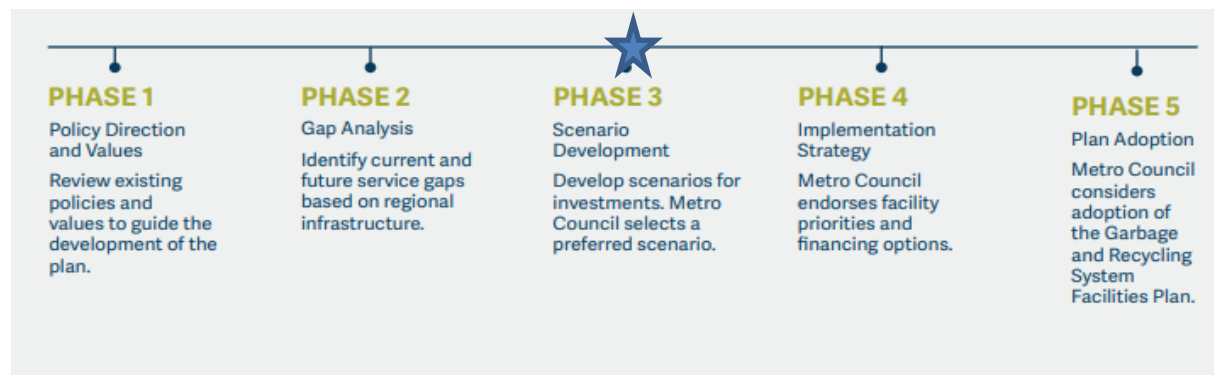 PHASE 1
Policy Direction
and Values
Review existing
policies and
values to guide the
development of the
plan.
PHASE 2
Gap Analysis
Identify current and
future service gaps
based on regional
infrastructure.
PHASE 3
Scenario
Development
Develop scenarios for
investments. Metro
Council selects a
preferred scenario.
PHASE 4
Implementation
Strategy
Metro Council
endorses facility
priorities and
financing options.
PHASE 5
Plan Adoption
Metro Council
considers
adoption of
the Garbage
and Recycling
System
Facilities Plan.